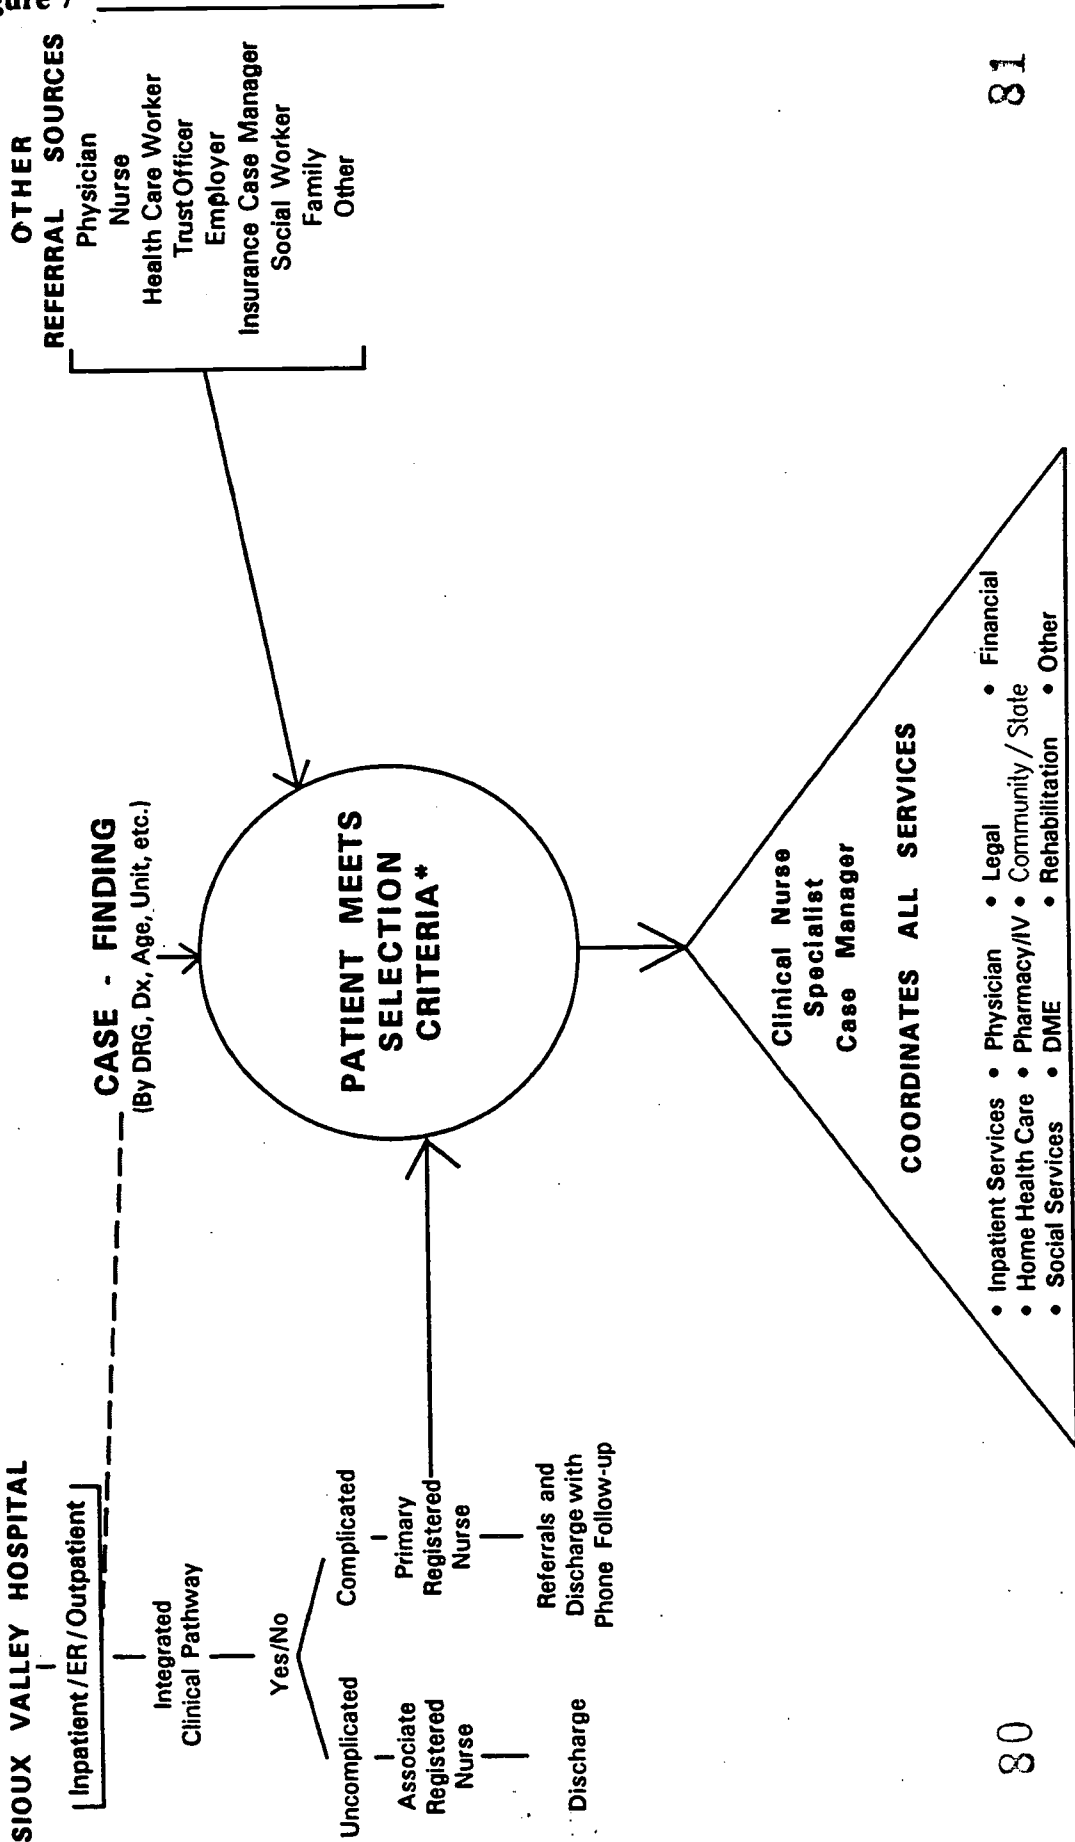 gure 7
SIOUX VALLEY HOSPITAL
Inpatient/ER/Outpatient
Integrated
Clinical Pathway
Yes/No
Uncomplicated
Associate
Registered
Nurse
Discharge
Complicated
Primary
Registered
Nurse
Referrals and
Discharge with
Phone Follow-up
CASE - FINDING
(By DRG, Dx, Age, Unit, etc.)
PATIENT MEETS
SELECTION
CRITERIA*
OTHER
REFERRAL SOURCES
Physician
Nurse
Health Care Worker
Trust Officer
Employer
Insurance Case Manager
Social Worker
Family
Other
Clinical Nurse
Specialist
Case Manager
COORDINATES ALL SERVICES
• Inpatient Services • Physician • Legal • Financial
• Home Health Care • Pharmacy/IV • Community / State
• Social Services • DME • Rehabilitation • Other
80
81